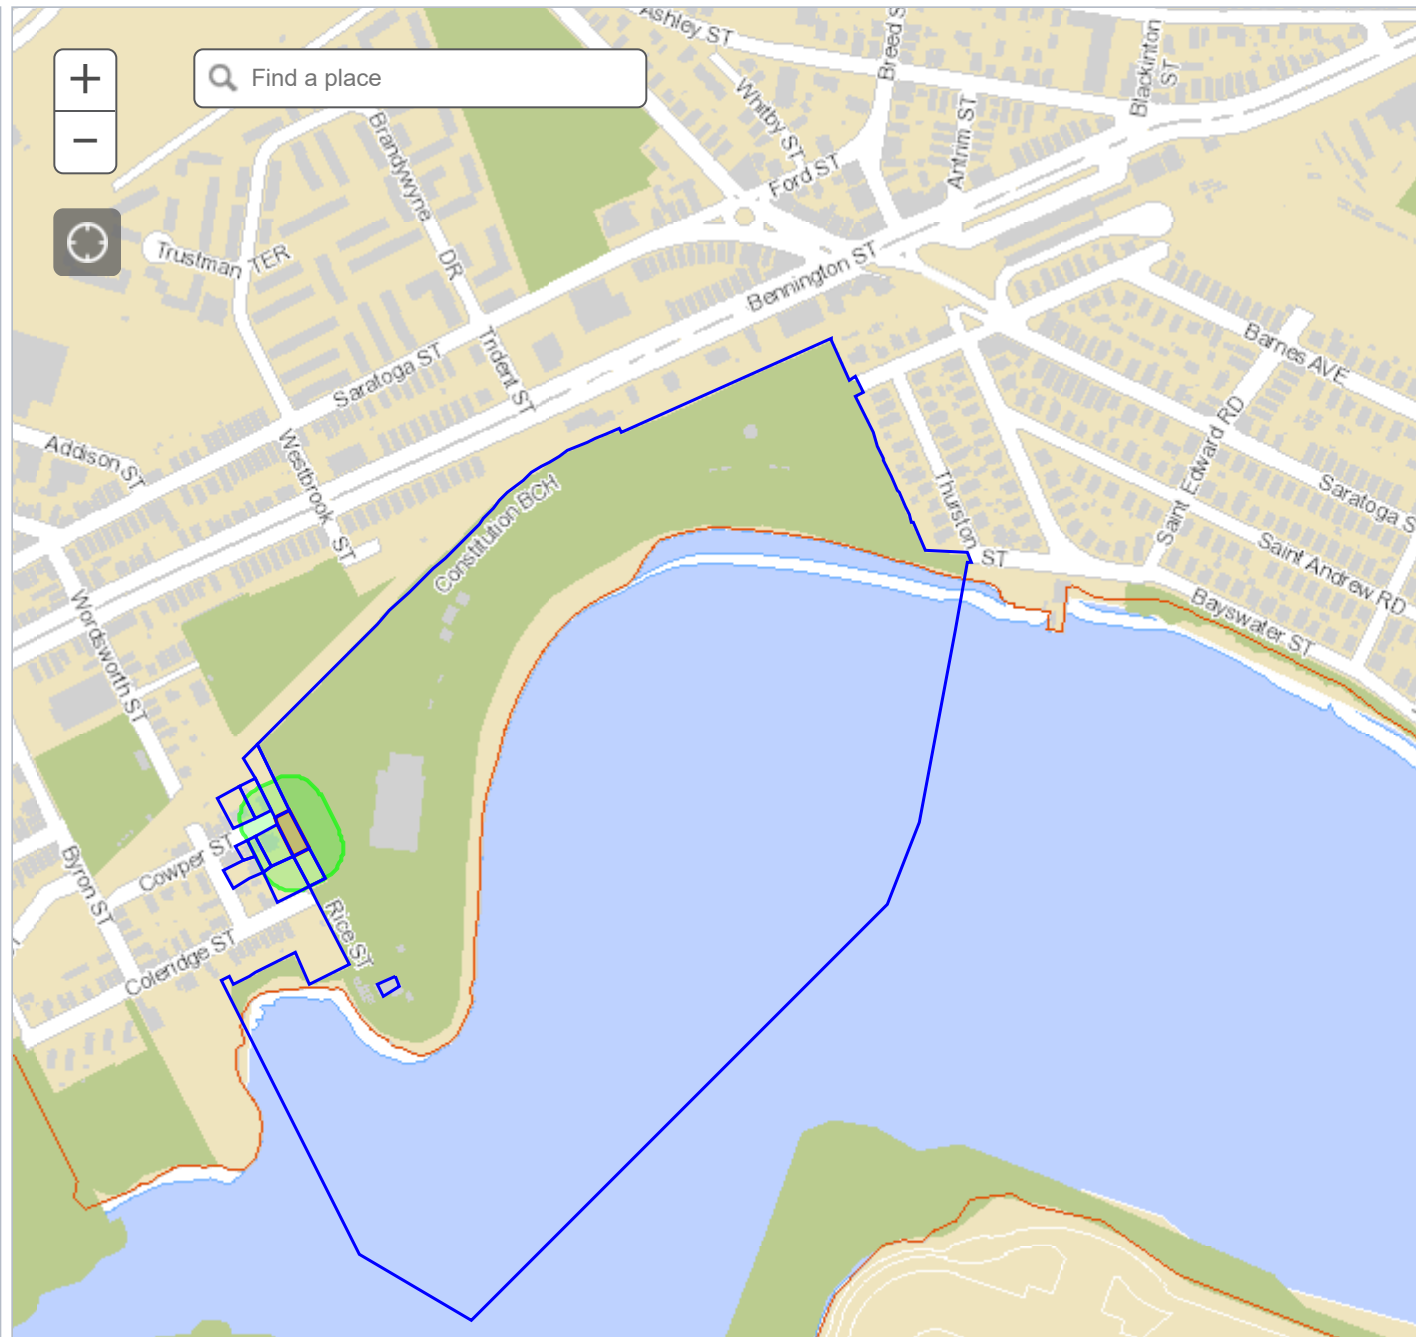 +
Find a place
−
Ashley ST
Breed S
Blackinton
ST
Whitby ST
Antrim ST
Ford ST
Brandywyne
DR
Trustman TER
Bennington ST
Trident ST
Saratoga ST
Barnes AVE
Addison ST
Westbrook ST
Constitution BCH
Thurston ST
Saint Edward RD
Saratoga S
Saint Andrew RD
Bayswater ST
Wordsworth ST
Byron ST
Cowper ST
Rice ST
Coleridge ST